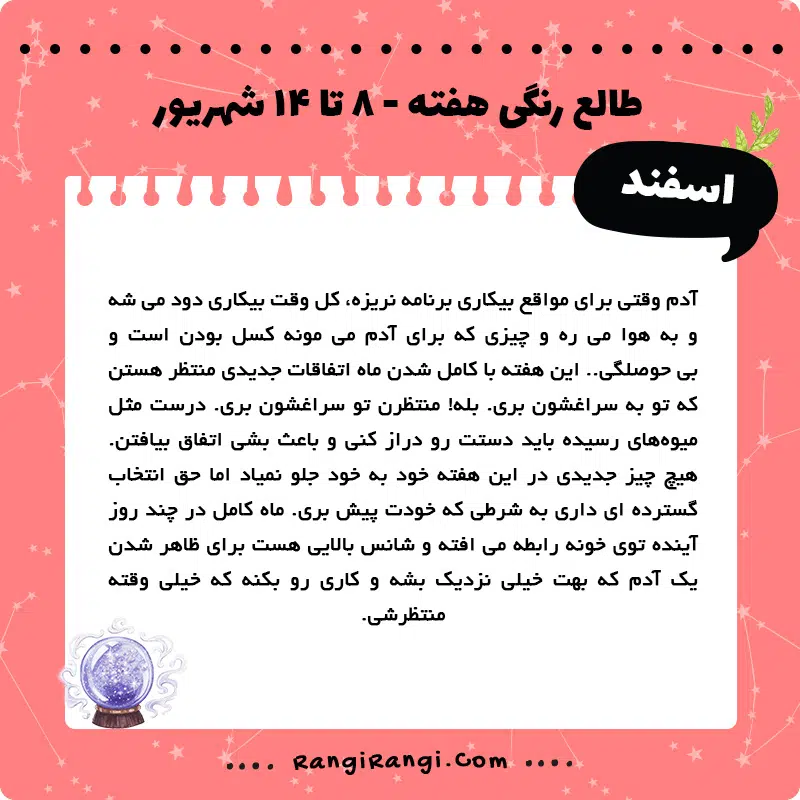 طالع رنگی هفته - ۸ تا ۱۴ شهریور
اسفند
آدم وقتی برای مواقع بیکاری برنامه نریزه، کل وقت بیکاری دود می شه
و به هوا می ره و چیزی که برای آدم می مونه کسل بودن است و
بی حوصلگی.. این هفته با کامل شدن ماه اتفاقات جدیدی منتظر هستن
که تو به سراغشون بری. بله! منتظرن تو سراغشون بری. درست مثل
میوه‌های رسیده باید دستت رو دراز کنی و باعث بشی اتفاق بیافتن.
هیچ چیز جدیدی در این هفته خود به خود جلو نمیاد اما حق انتخاب
گسترده ای داری به شرطی که خودت پیش بری. ماه کامل در چند روز
آینده توی خونه رابطه می افته و شانس بالایی هست برای ظاهر شدن
یک آدم که بهت خیلی نزدیک بشه و کاری رو بکنه که خیلی وقته
منتظرشی.
.... RangiRangi.Com ....